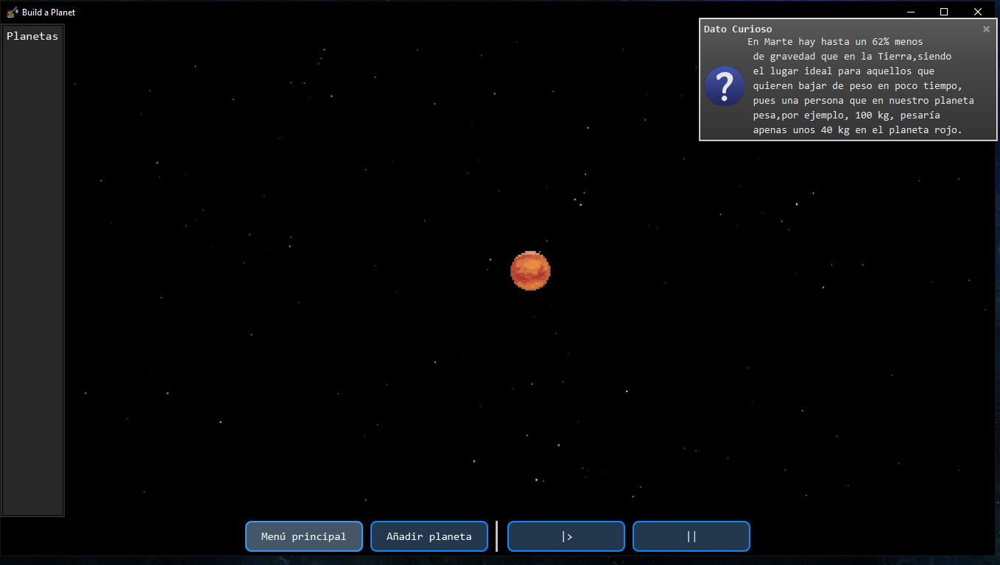 Build a Planet
Planetas
Dato Curioso
En Marte hay hasta un 62% menos
de gravedad que en la Tierra,siendo
el lugar ideal para aquellos que
quieren bajar de peso en poco tiempo,
pues una persona que en nuestro planeta
pesa,por ejemplo, 100 kg, pesaría
apenas unos 40 kg en el planeta rojo.
?
Menú principal
Añadir planeta
|>
||